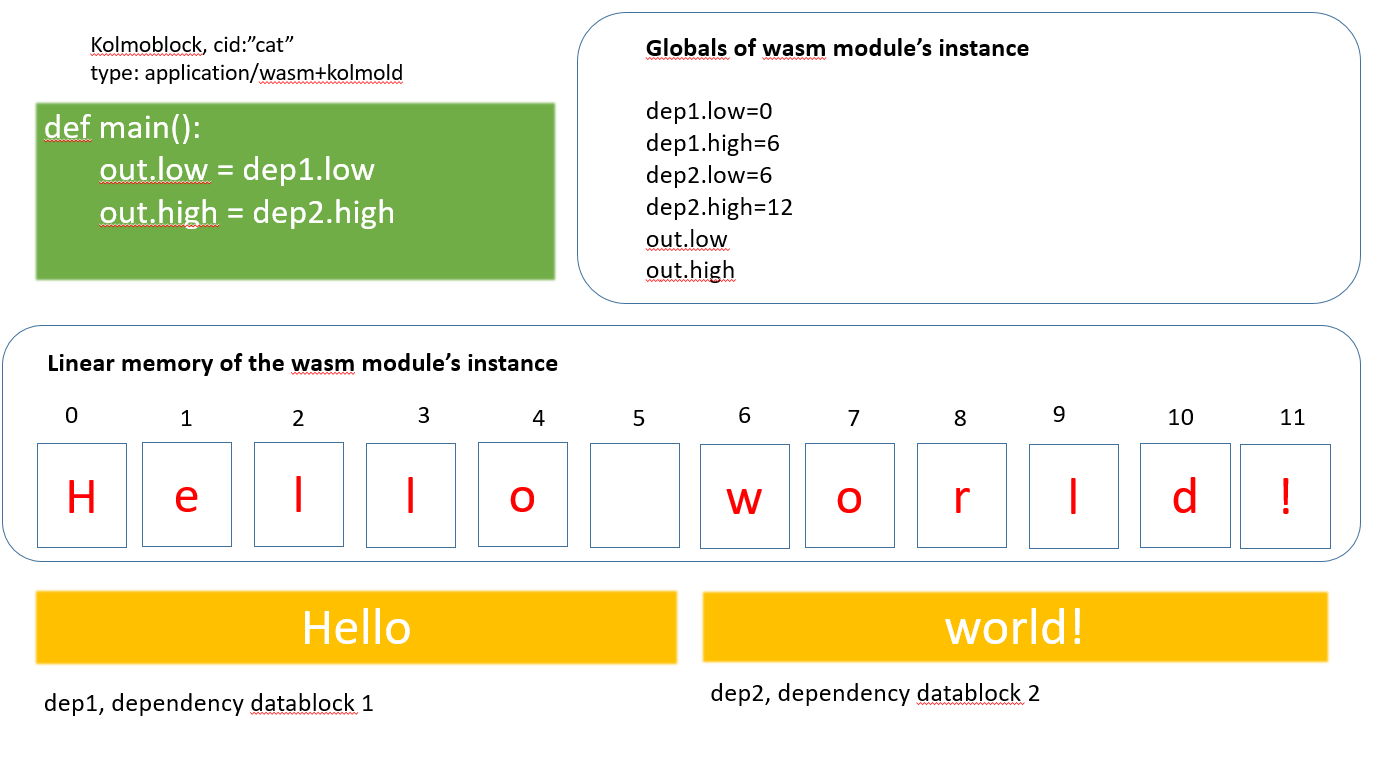 Kolmoblock, cid:”cat”
type: application/wasm+kolmold
def main():
out.low = dep1.low
out.high = dep2.high
Globals of wasm module’s instance
dep1.low=0
dep1.high=6
dep2.low=6
dep2.high=12
out.low
out.high
Linear memory of the wasm module’s instance
0 1 2 3 4 5 6 7 8 9 10 11
H e l l o w o r l d !
Hello world!
dep1, dependency datablock 1
dep2, dependency datablock 2